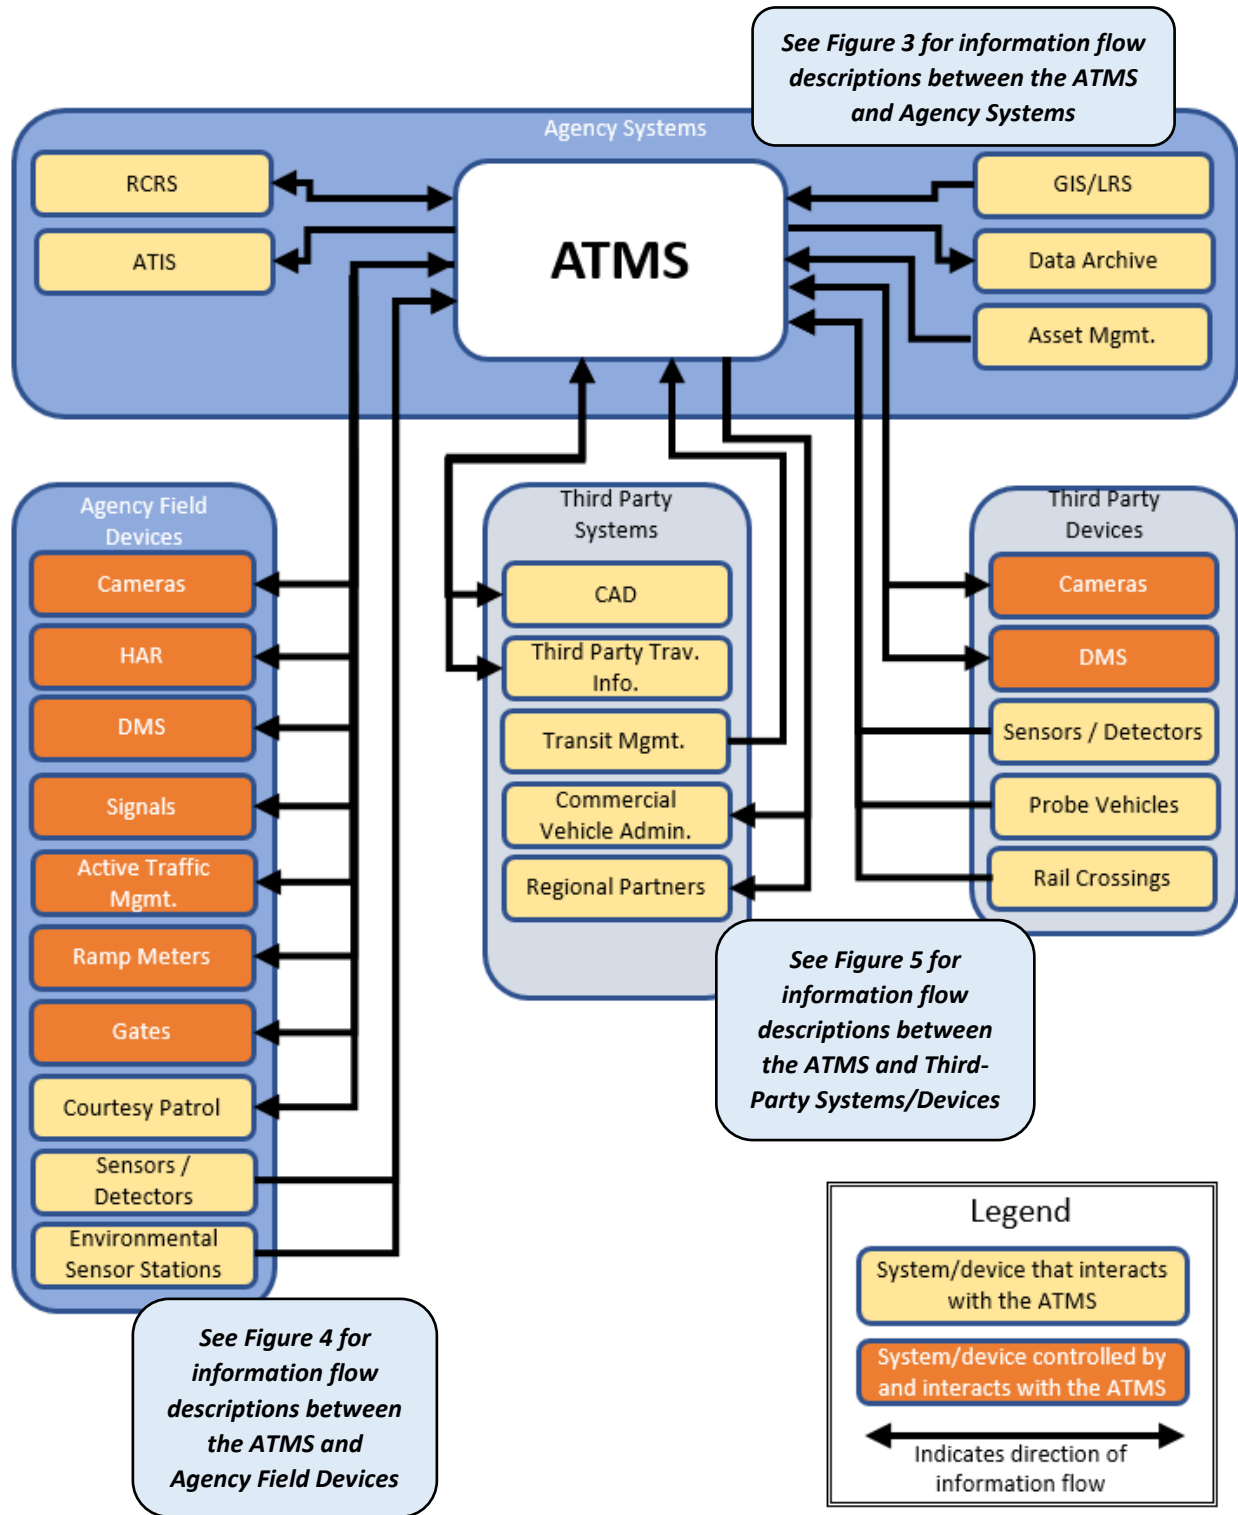 See Figure 3 for information flow
descriptions between the ATMS
and Agency Systems
Agency Systems
RCRS
ATIS
ATMS
GIS/LRS
Data Archive
Asset Mgmt.
Agency Field
Devices
Cameras
HAR
DMS
Signals
Active Traffic
Mgmt.
Ramp Meters
Gates
Courtesy Patrol
Sensors /
Detectors
Environmental
Sensor Stations
Third Party
Systems
CAD
Third Party Trav.
Info.
Transit Mgmt.
Commercial
Vehicle Admin.
Regional Partners
Third Party
Devices
Cameras
DMS
Sensors / Detectors
Probe Vehicles
Rail Crossings
See Figure 5 for
information flow
descriptions between
the ATMS and Third-
Party Systems/Devices
See Figure 4 for
information flow
descriptions between
the ATMS and
Agency Field Devices
Legend
System/device that interacts
with the ATMS
System/device controlled by
and interacts with the ATMS
Indicates direction of
information flow